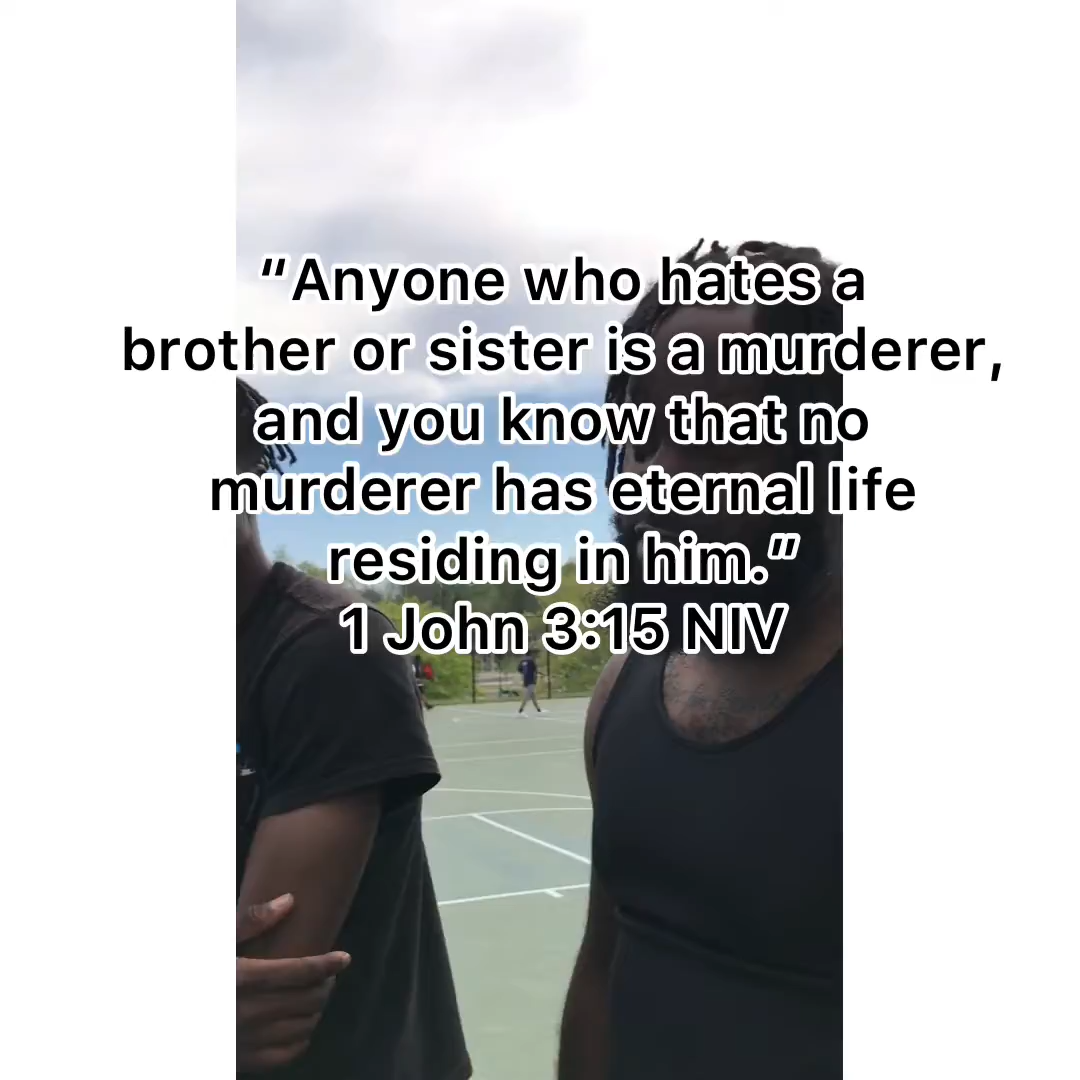 “Anyone who hates a
brother or sister is a murderer,
and you know that no
murderer has eternal life
residing in him.”
1 John 3:15 NIV